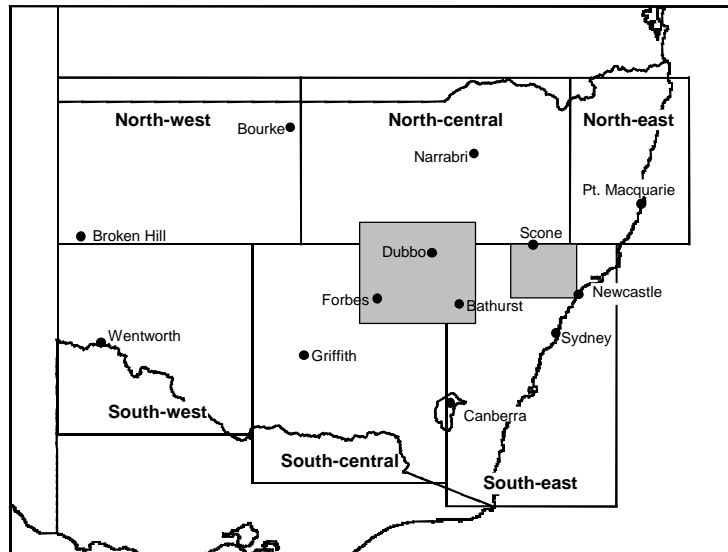 North-west
North-central
North-east
Bourke
Narrabri
Pt. Macquarie
Broken Hill
Scone
Dubbo
Forbes
Bathurst
Newcastle
Wentworth
Sydney
Griffith
South-west
Canberra
South-central
South-east